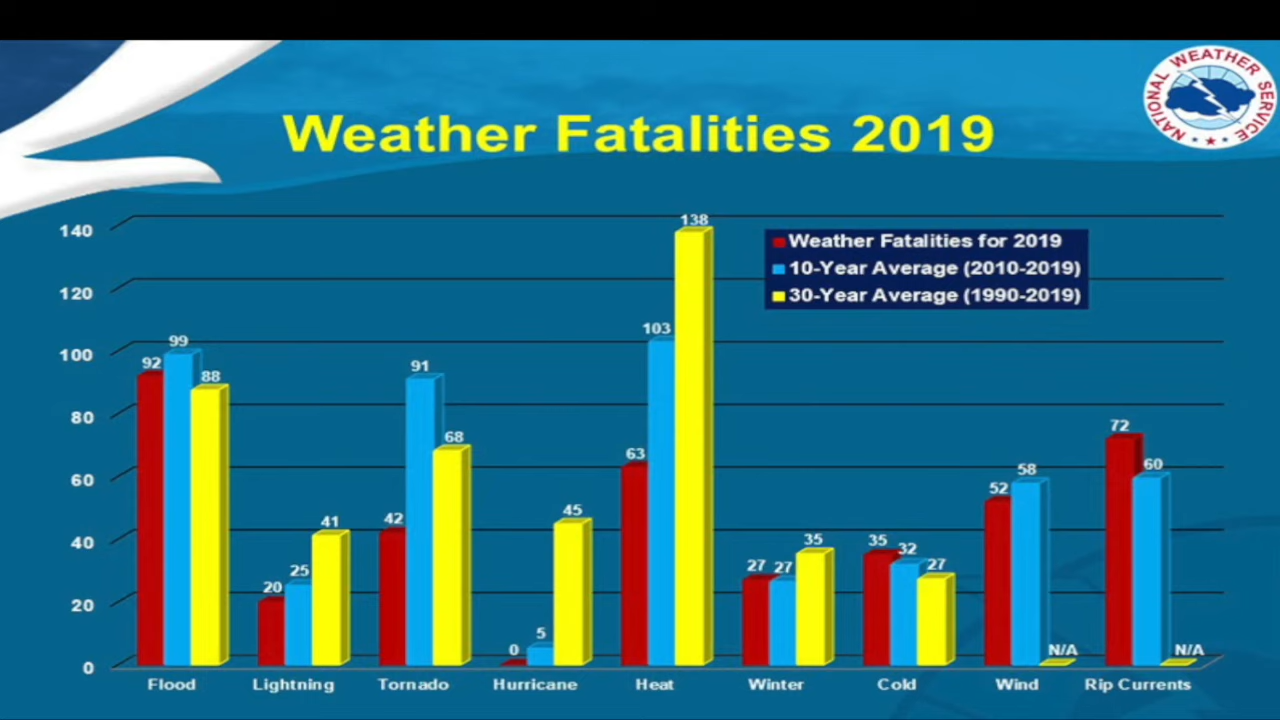 NATIONAL WEATHER SERVICE
Weather Fatalities 2019
Weather Fatalities for 2019
10-Year Average (2010-2019)
30-Year Average (1990-2019)
140
120
100
80
60
40
20
0
92 99 88
20 25 41
42 91 68
0 5 45
63 103 138
27 27 35
35 32 27
52 58 N/A
72 60 N/A
Flood Lightning Tornado Hurricane Heat Winter Cold Wind Rip Currents